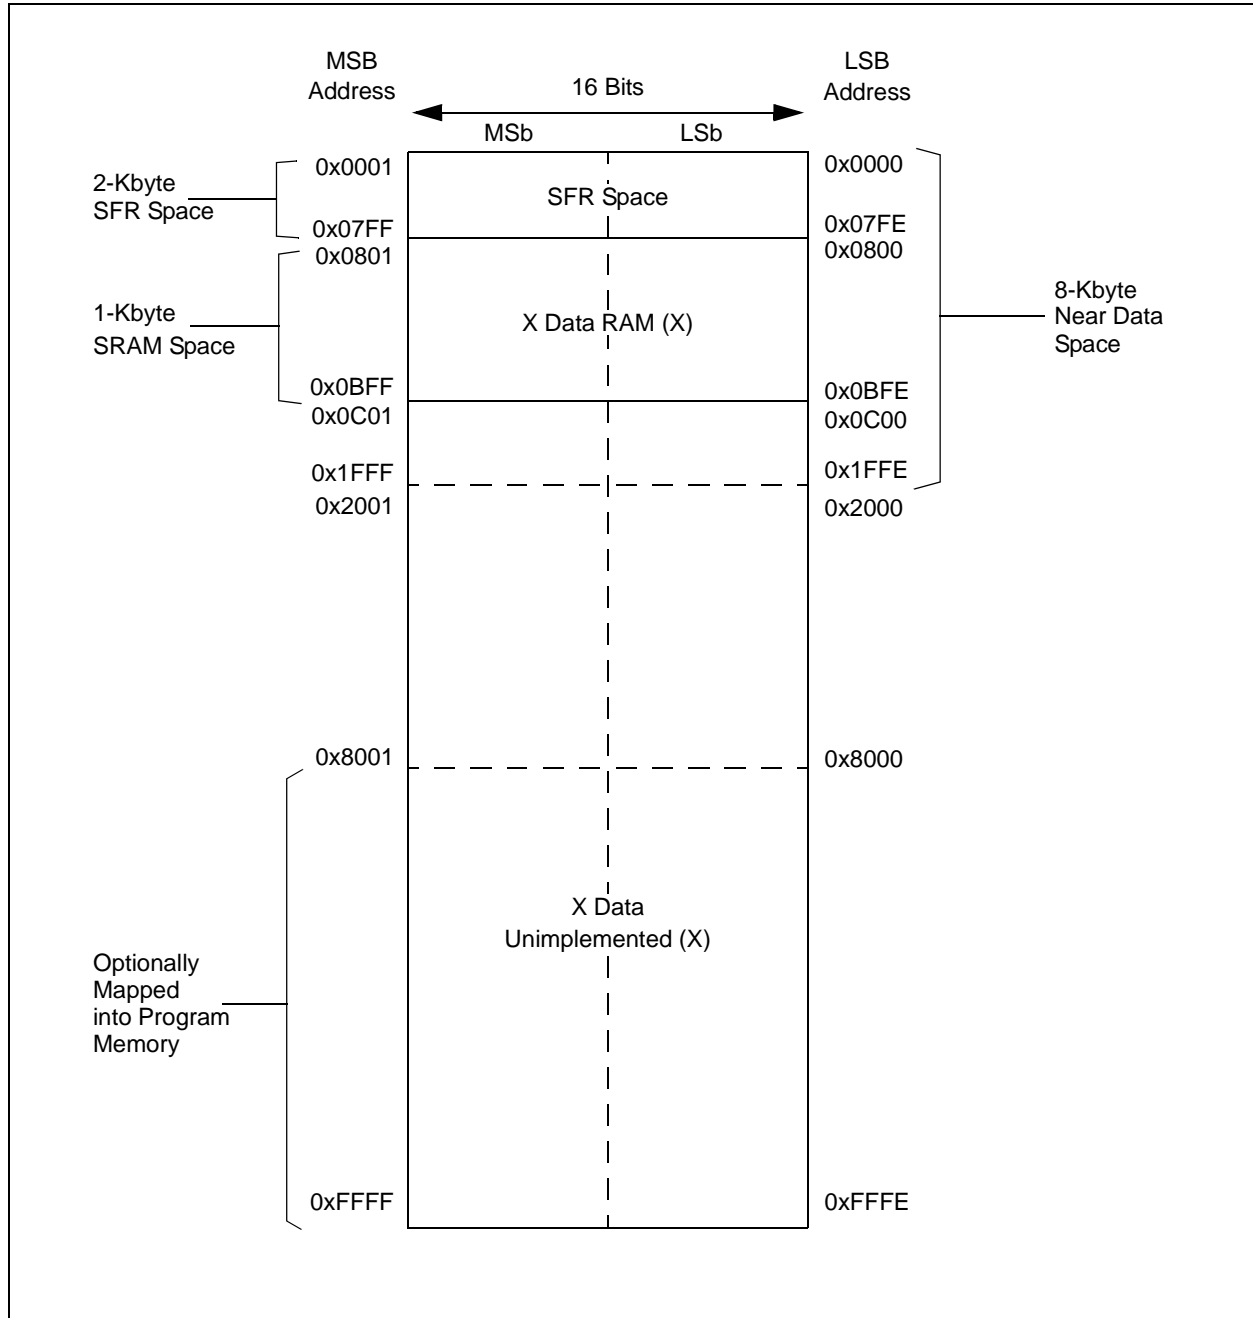 MSB
Address
16 Bits
LSB
Address
MSb
LSb
0x0001
0x0000
2-Kbyte
SFR Space
SFR Space
0x07FF
0x07FE
0x0801
0x0800
1-Kbyte
SRAM Space
X Data RAM (X)
8-Kbyte
Near Data
Space
0x0BFF
0x0BFE
0x0C01
0x0C00
0x1FFF
0x1FFE
0x2001
0x2000
0x8001
0x8000
X Data
Unimplemented (X)
Optionally
Mapped
into Program
Memory
0xFFFF
0xFFFE